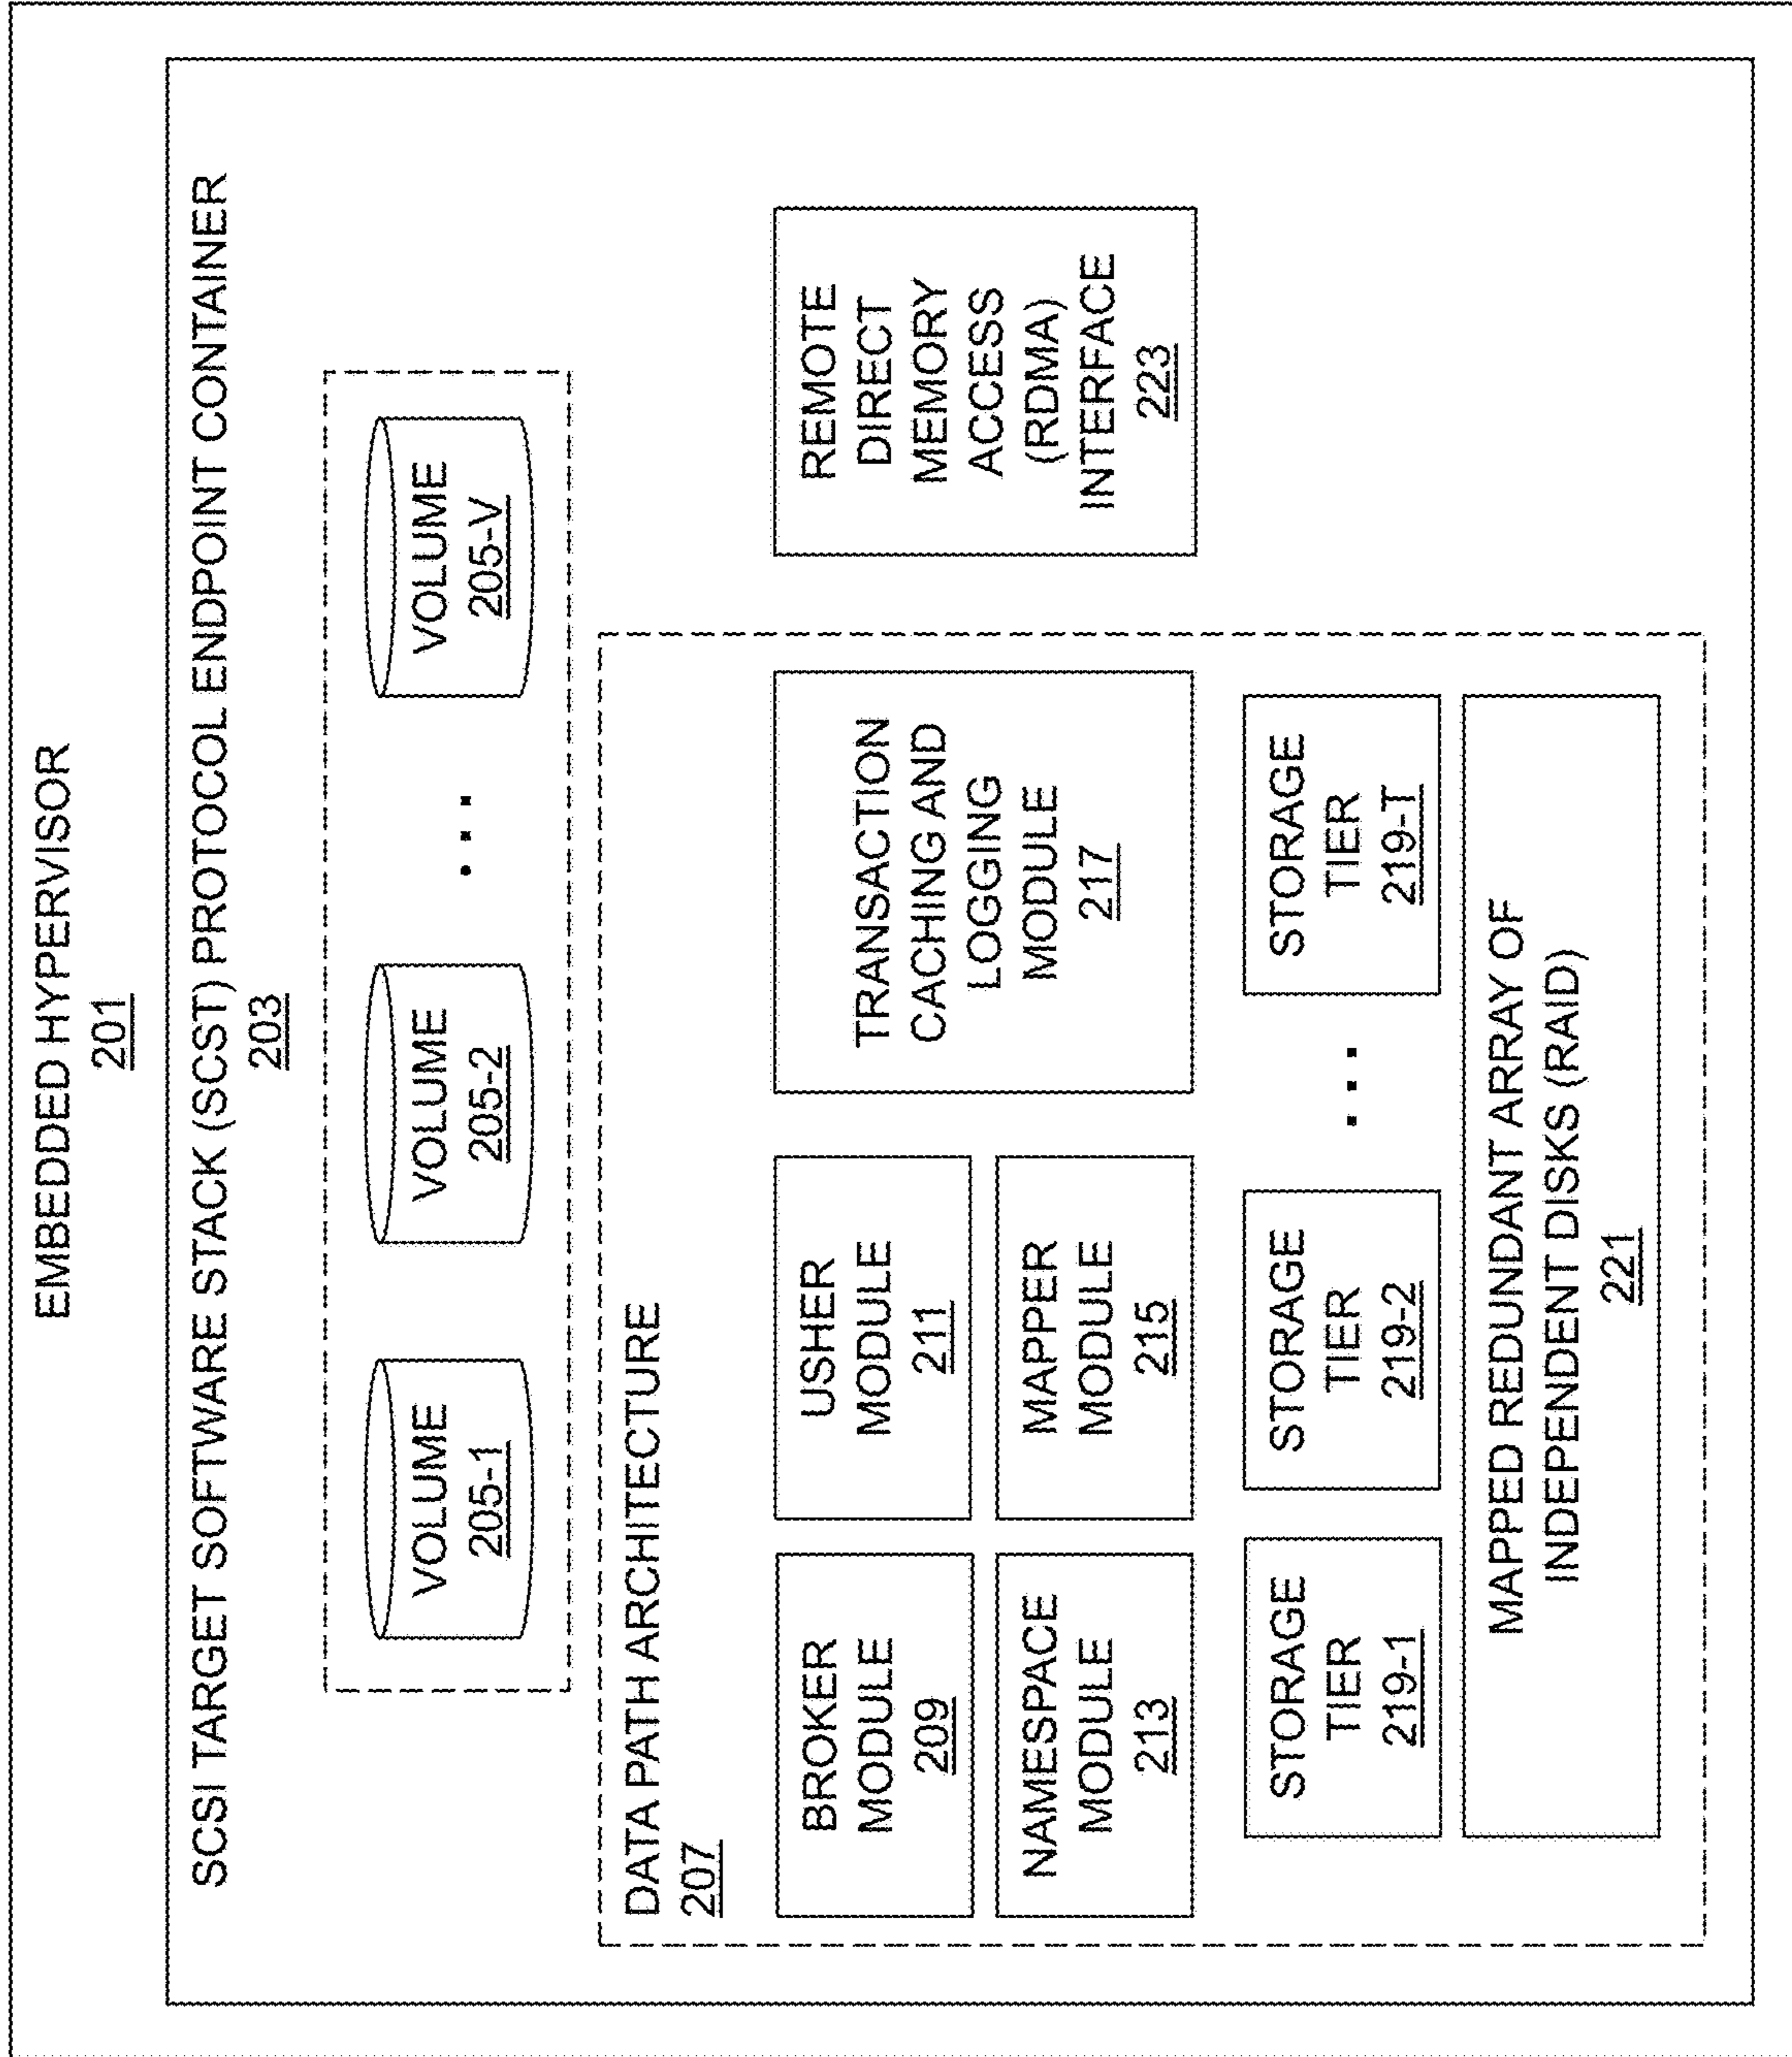 EMBEDDED HYPERVISOR
201
SCSI TARGET SOFTWARE STACK (SCST) PROTOCOL ENDPOINT CONTAINER
203
VOLUME
205-1
VOLUME
205-2
...
VOLUME
205-V
DATA PATH ARCHITECTURE
207
BROKER
MODULE
209
USHER
MODULE
211
NAMESPACE
MODULE
213
MAPPER
MODULE
215
TRANSACTION
CACHING AND
LOGGING
MODULE
217
REMOTE
DIRECT
MEMORY
ACCESS
(RDMA)
INTERFACE
223
STORAGE
TIER
219-1
STORAGE
TIER
219-2
...
STORAGE
TIER
219-T
MAPPED REDUNDANT ARRAY OF
INDEPENDENT DISKS (RAID)
221